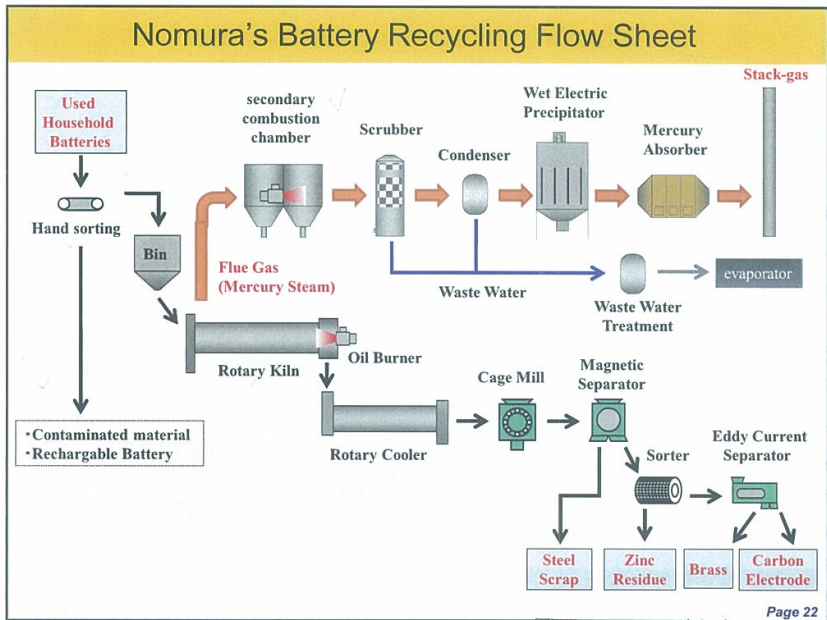 Nomura's Battery Recycling Flow Sheet
Stack-gas
Used
Household
Batteries
secondary
combustion
chamber
Scrubber
Condenser
Wet Electric
Precipitator
Mercury
Absorber
Hand sorting
Bin
Flue Gas
(Mercury Steam)
Waste Water
Waste Water
Treatment
evaporator
Rotary Kiln
Oil Burner
Rotary Cooler
Cage Mill
Magnetic
Separator
Sorter
Eddy Current
Separator
・Contaminated material
・Rechargable Battery
Steel
Scrap
Zinc
Residue
Brass
Carbon
Electrode
Page 22